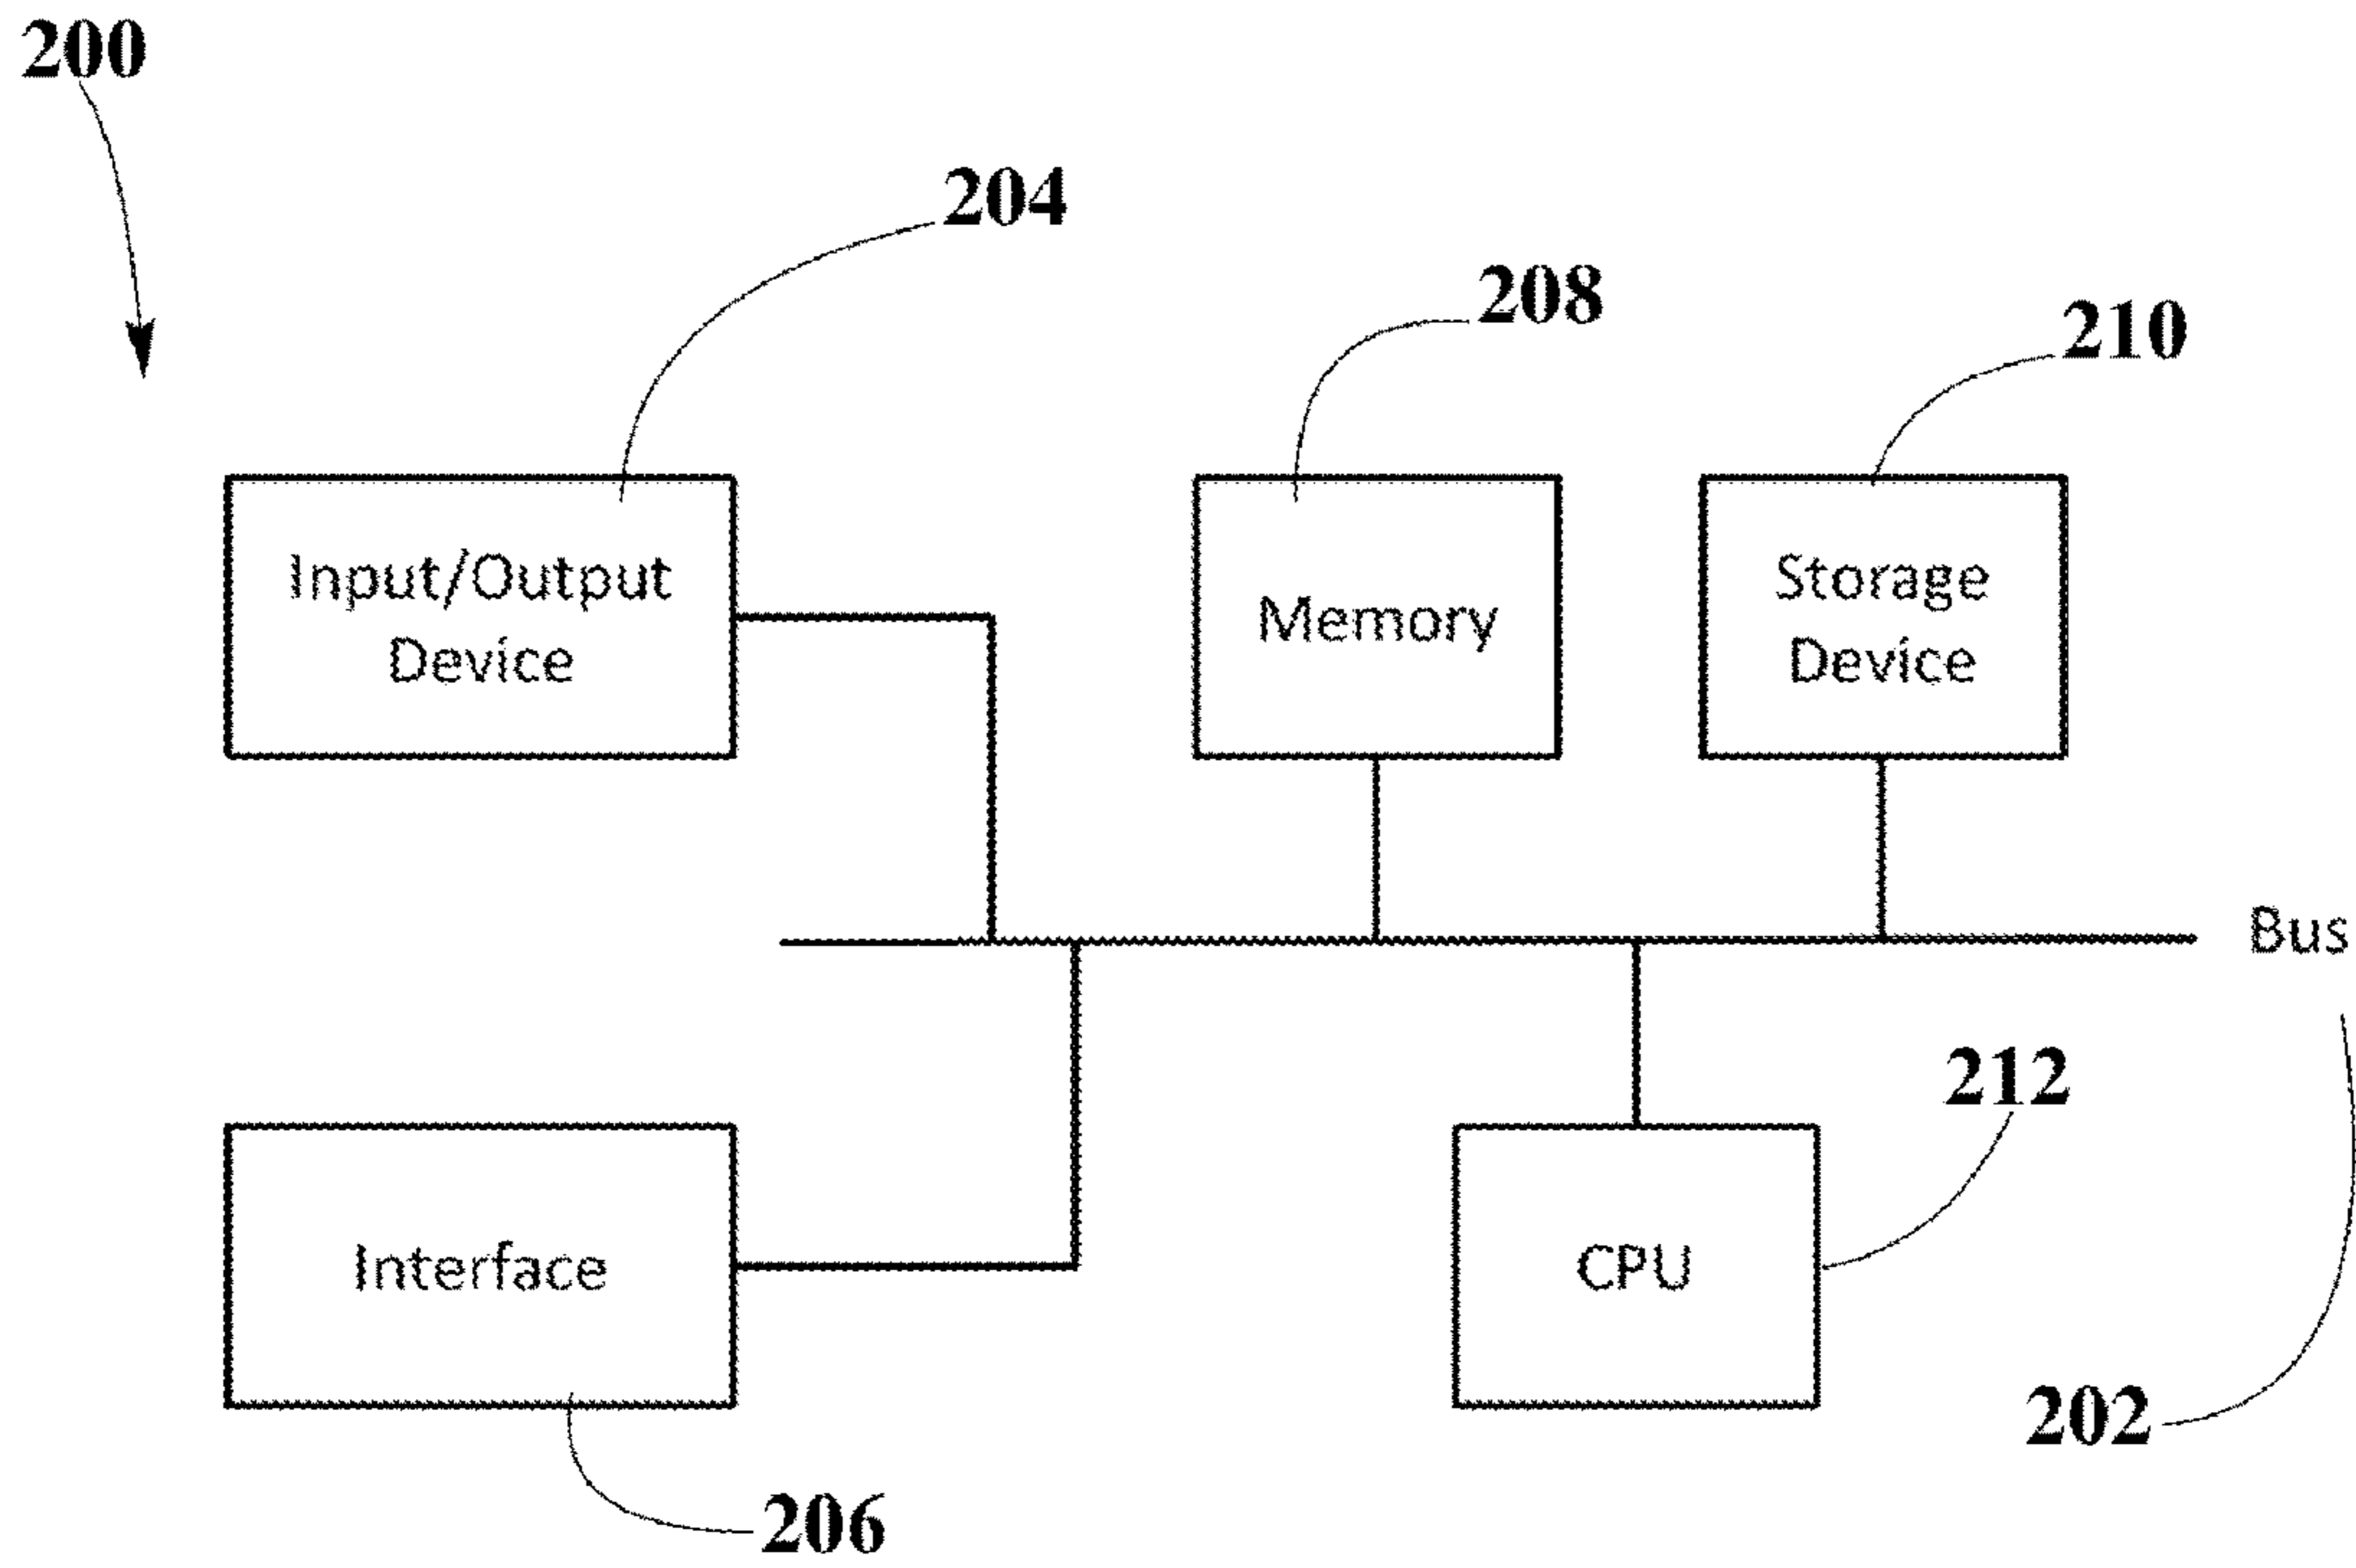 200
204
208
210
Input/Output
Device
Memory
Storage
Device
Bus
212
Interface
CPU
202
206